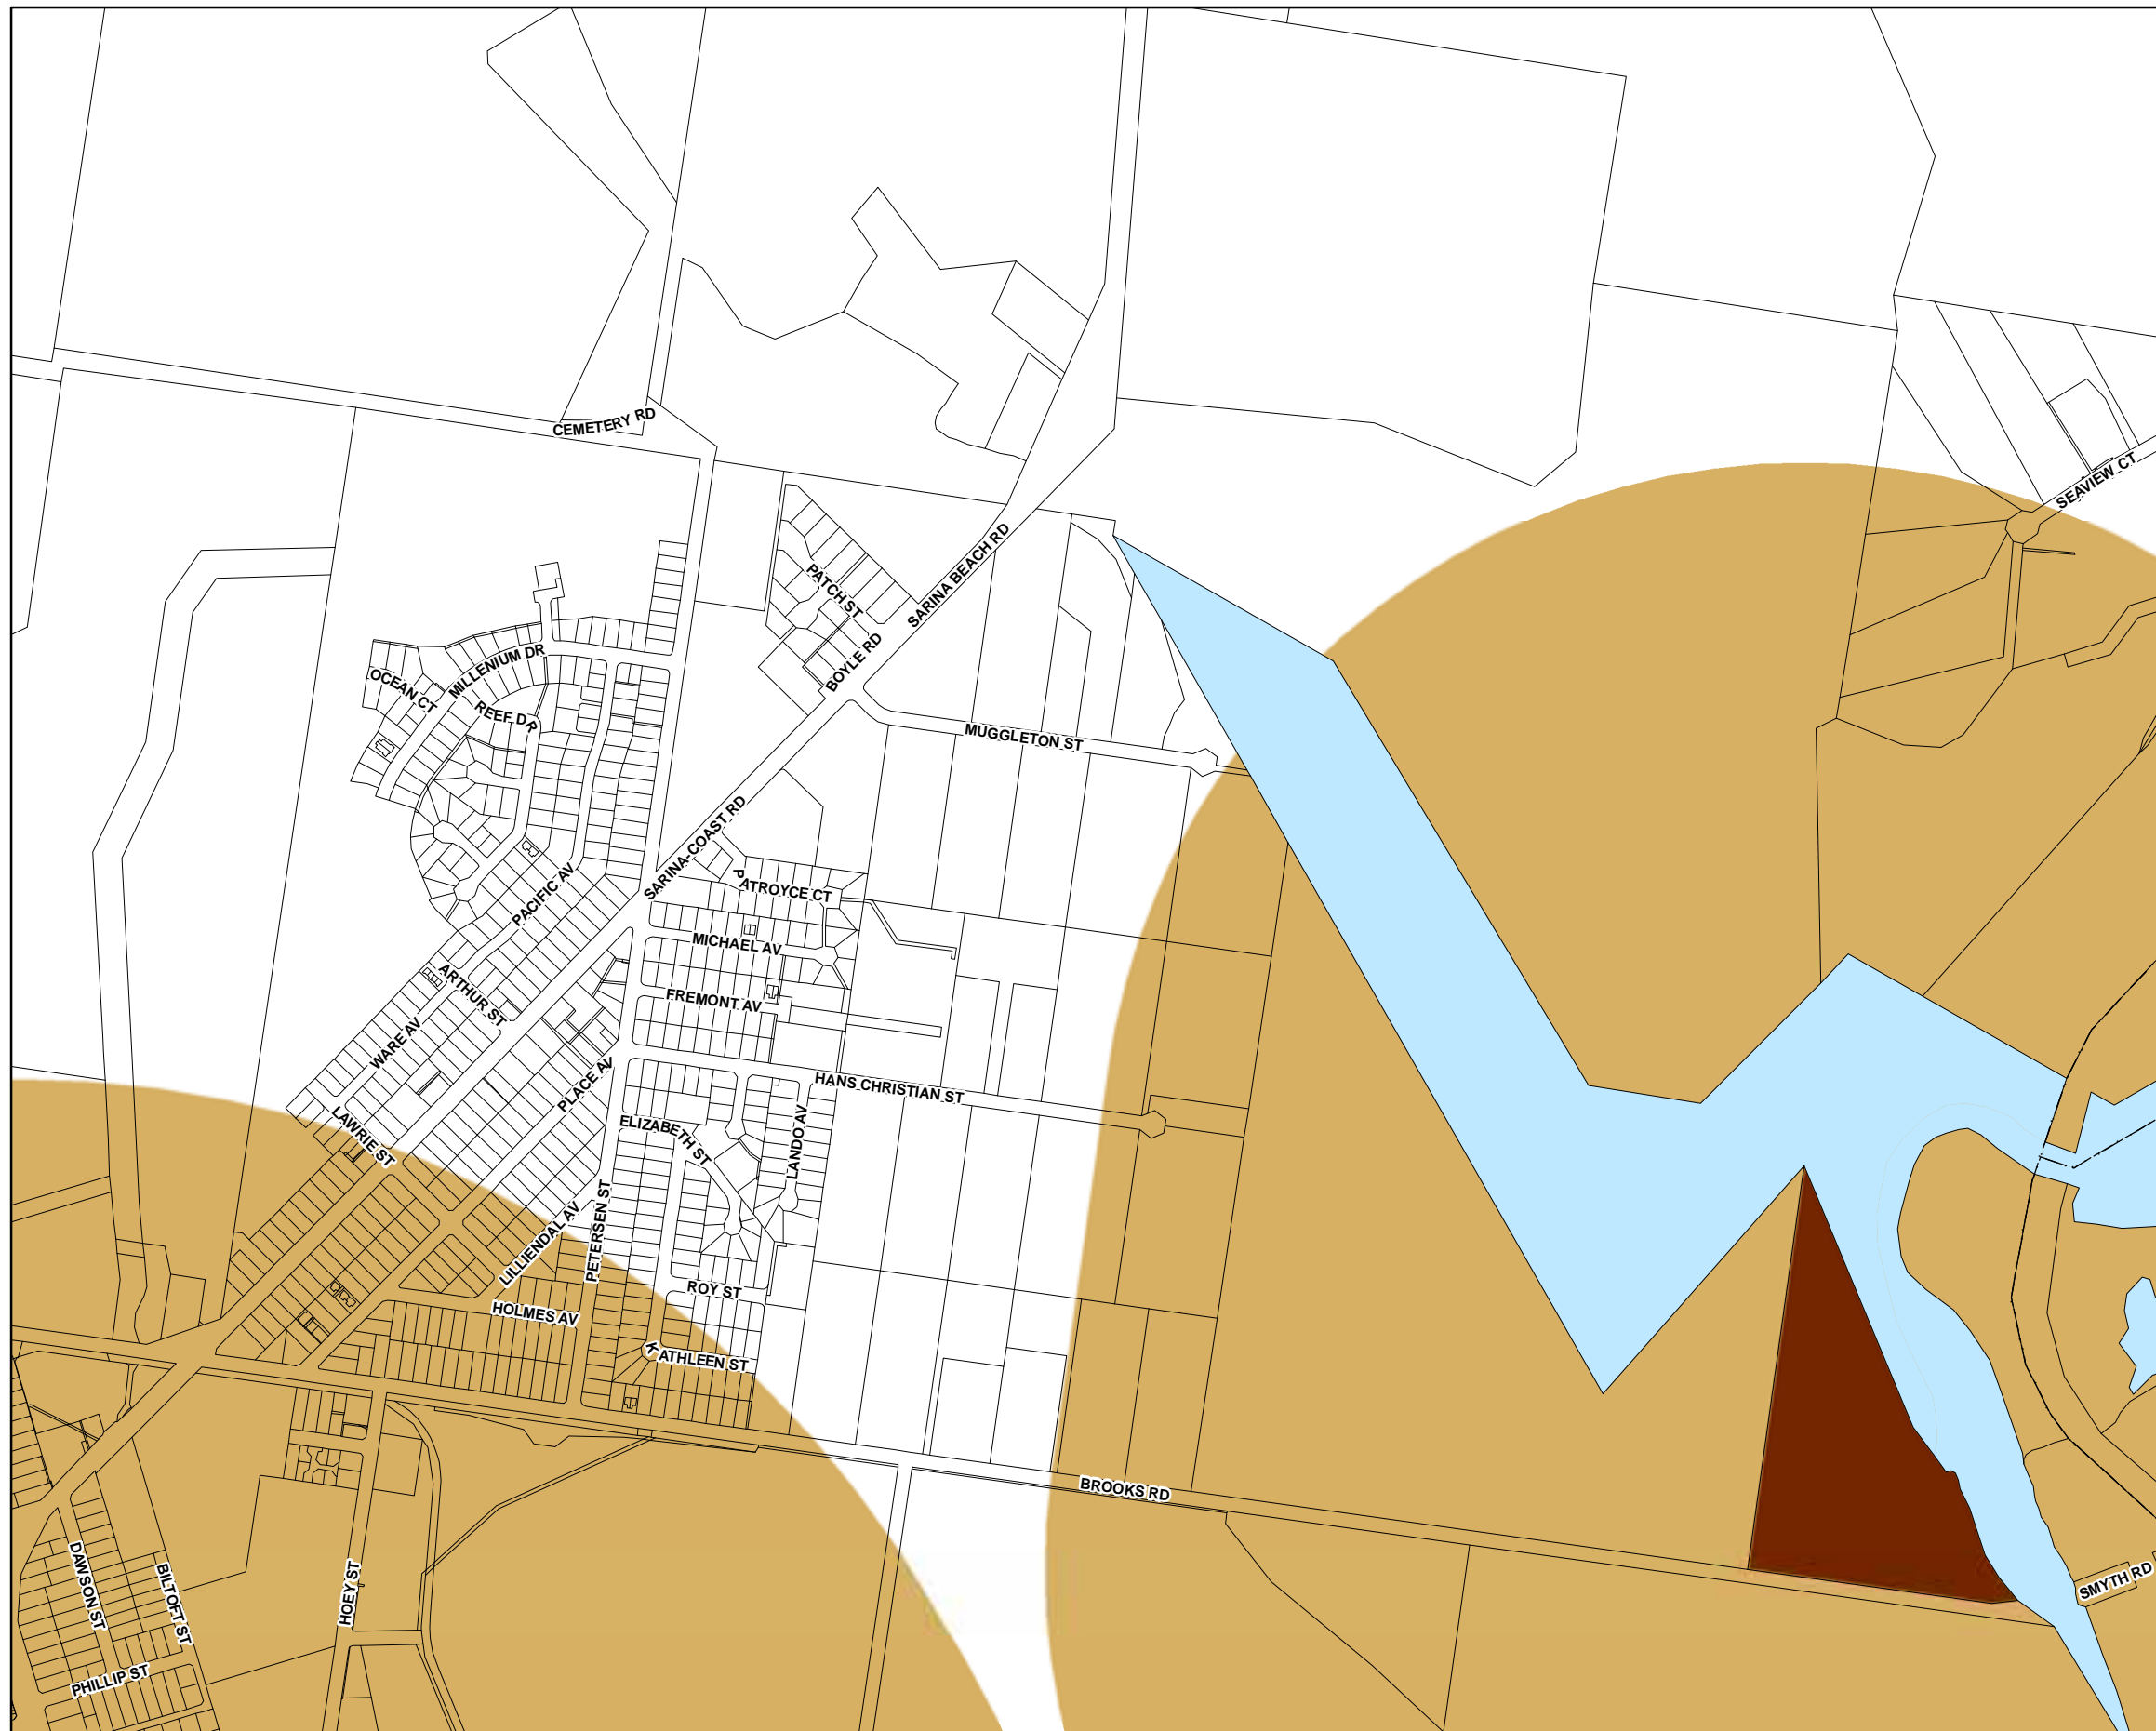 CEMETERY RD
SEAVIEW CT
PATCH ST
SARINA BEACH RD
BOYLE RD
MILLENIUM DR
OCEAN CT
REEF DR
MUGGLETON ST
SARINA-COAST RD
PATROYCE CT
PACIFIC AV
MICHAEL AV
ARTHUR ST
FREMONT AV
WARE AV
PLACE AV
HANS CHRISTIAN ST
LAWRIE ST
ELIZABETH ST
LANDO AV
LILLIENDAL AV
PETERSEN ST
ROY ST
HOLMES AV
KATHLEEN ST
BROOKS RD
DAWSON ST
BILTOFT ST
HOEY ST
SMYTH RD
PHILLIP ST